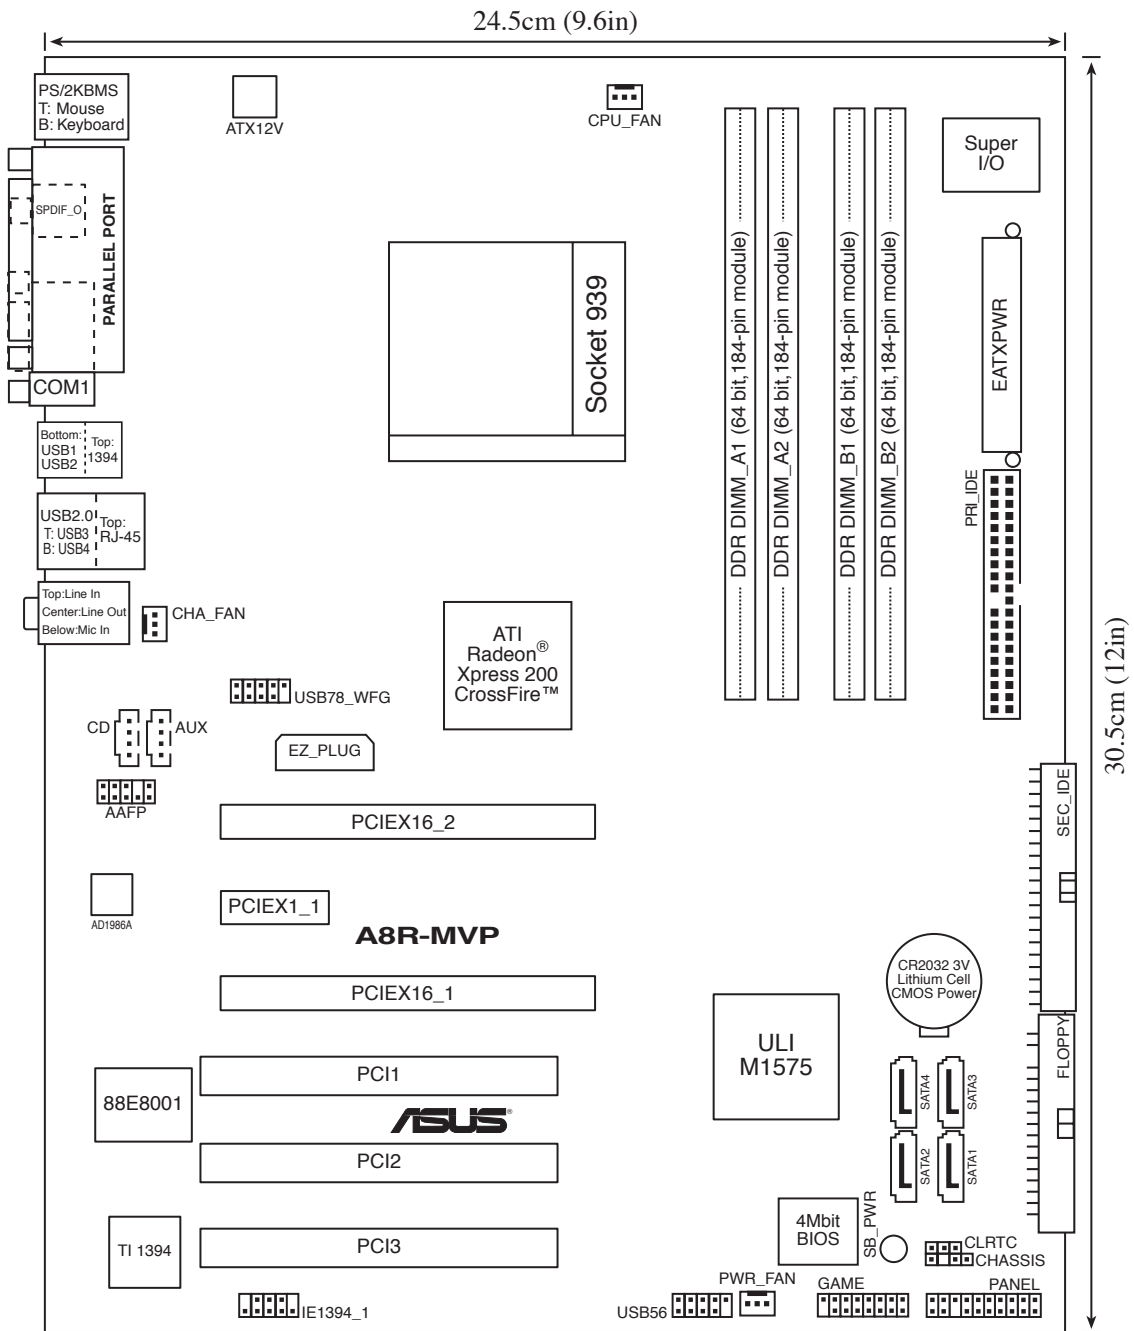 24.5cm (9.6in)
PS/2KBMS
T: Mouse
B: Keyboard
ATX12V
CPU_FAN
Super
I/O
SPDIF_O
PARALLEL PORT
COM1
Socket 939
DDR DIMM_A1 (64 bit,184-pin module)
DDR DIMM_A2 (64 bit,184-pin module)
DDR DIMM_B1 (64 bit,184-pin module)
DDR DIMM_B2 (64 bit,184-pin module)
EATXPWR
PRI_IDE
Bottom:
USB1
USB2
Top:
1394
USB2.0
T: USB3
B: USB4
Top:
RJ-45
Top:Line In
Center:Line Out
Below:Mic In
CHA_FAN
ATI
Radeon®
Xpress 200
CrossFire™
30.5cm (12in)
USB78_WFG
CD
AUX
EZ_PLUG
AAFP
PCIEX16_2
SEC_IDE
AD1986A
PCIEX1_1
A8R-MVP
CR2032 3V
Lithium Cell
CMOS Power
PCIEX16_1
ULI
M1575
FLOPPY
PCI1
88E8001
SATA4
SATA3
ASUS®
PCI2
SATA2
SATA1
4Mbit
BIOS
SB_PWR
TI 1394
PCI3
CLRTC
CHASSIS
PWR_FAN
GAME
PANEL
IE1394_1
USB56